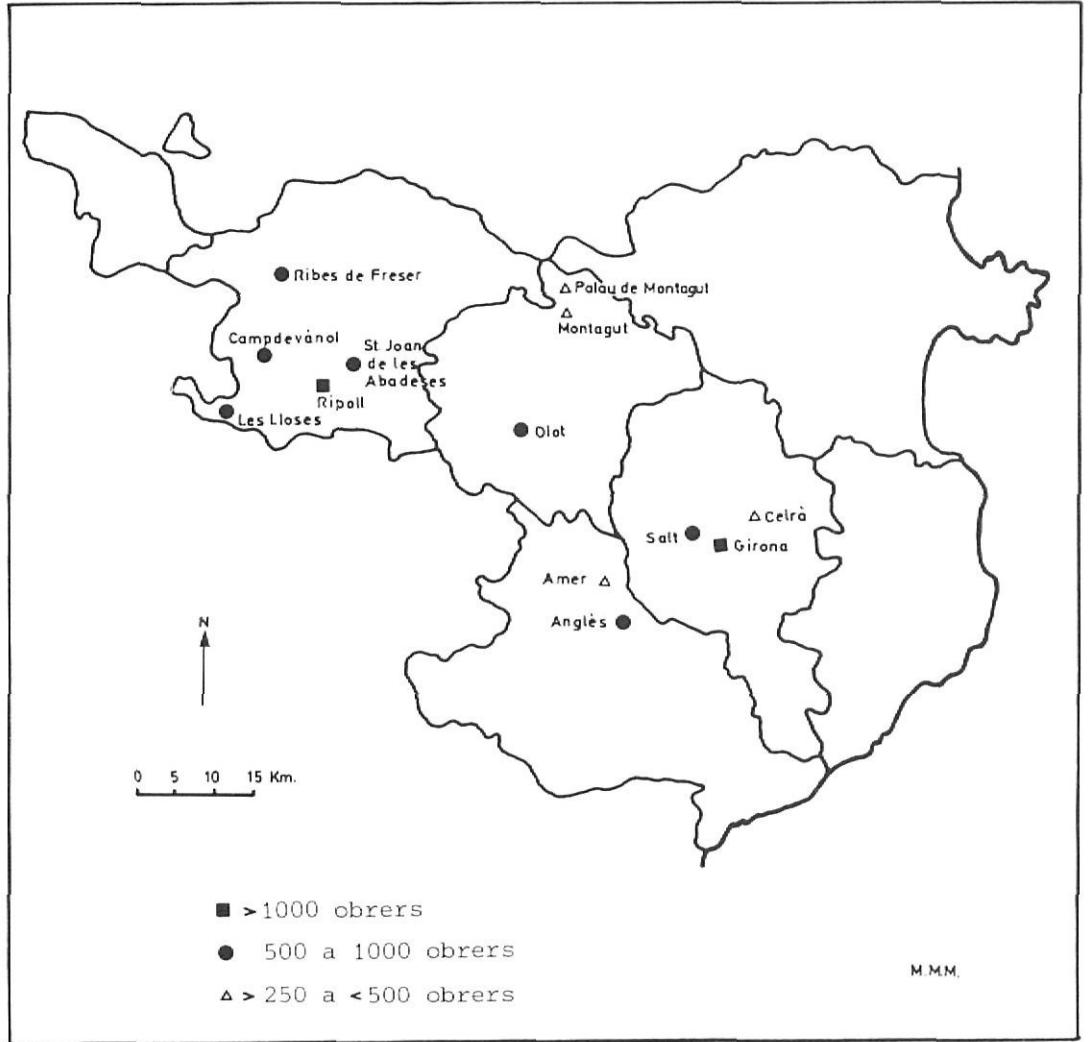 Ribes de Freser
Palau de Montagut
Montagut
Campdevànol
St. Joan
de les
Abadeses
Ripoll
Les Lloses
Olot
Celrà
Salt
Girona
Amer
Anglès
N
0 5 10 15 Km.
>1000 obrers
500 a 1000 obrers
> 250 a <500 obrers
M.M.M.